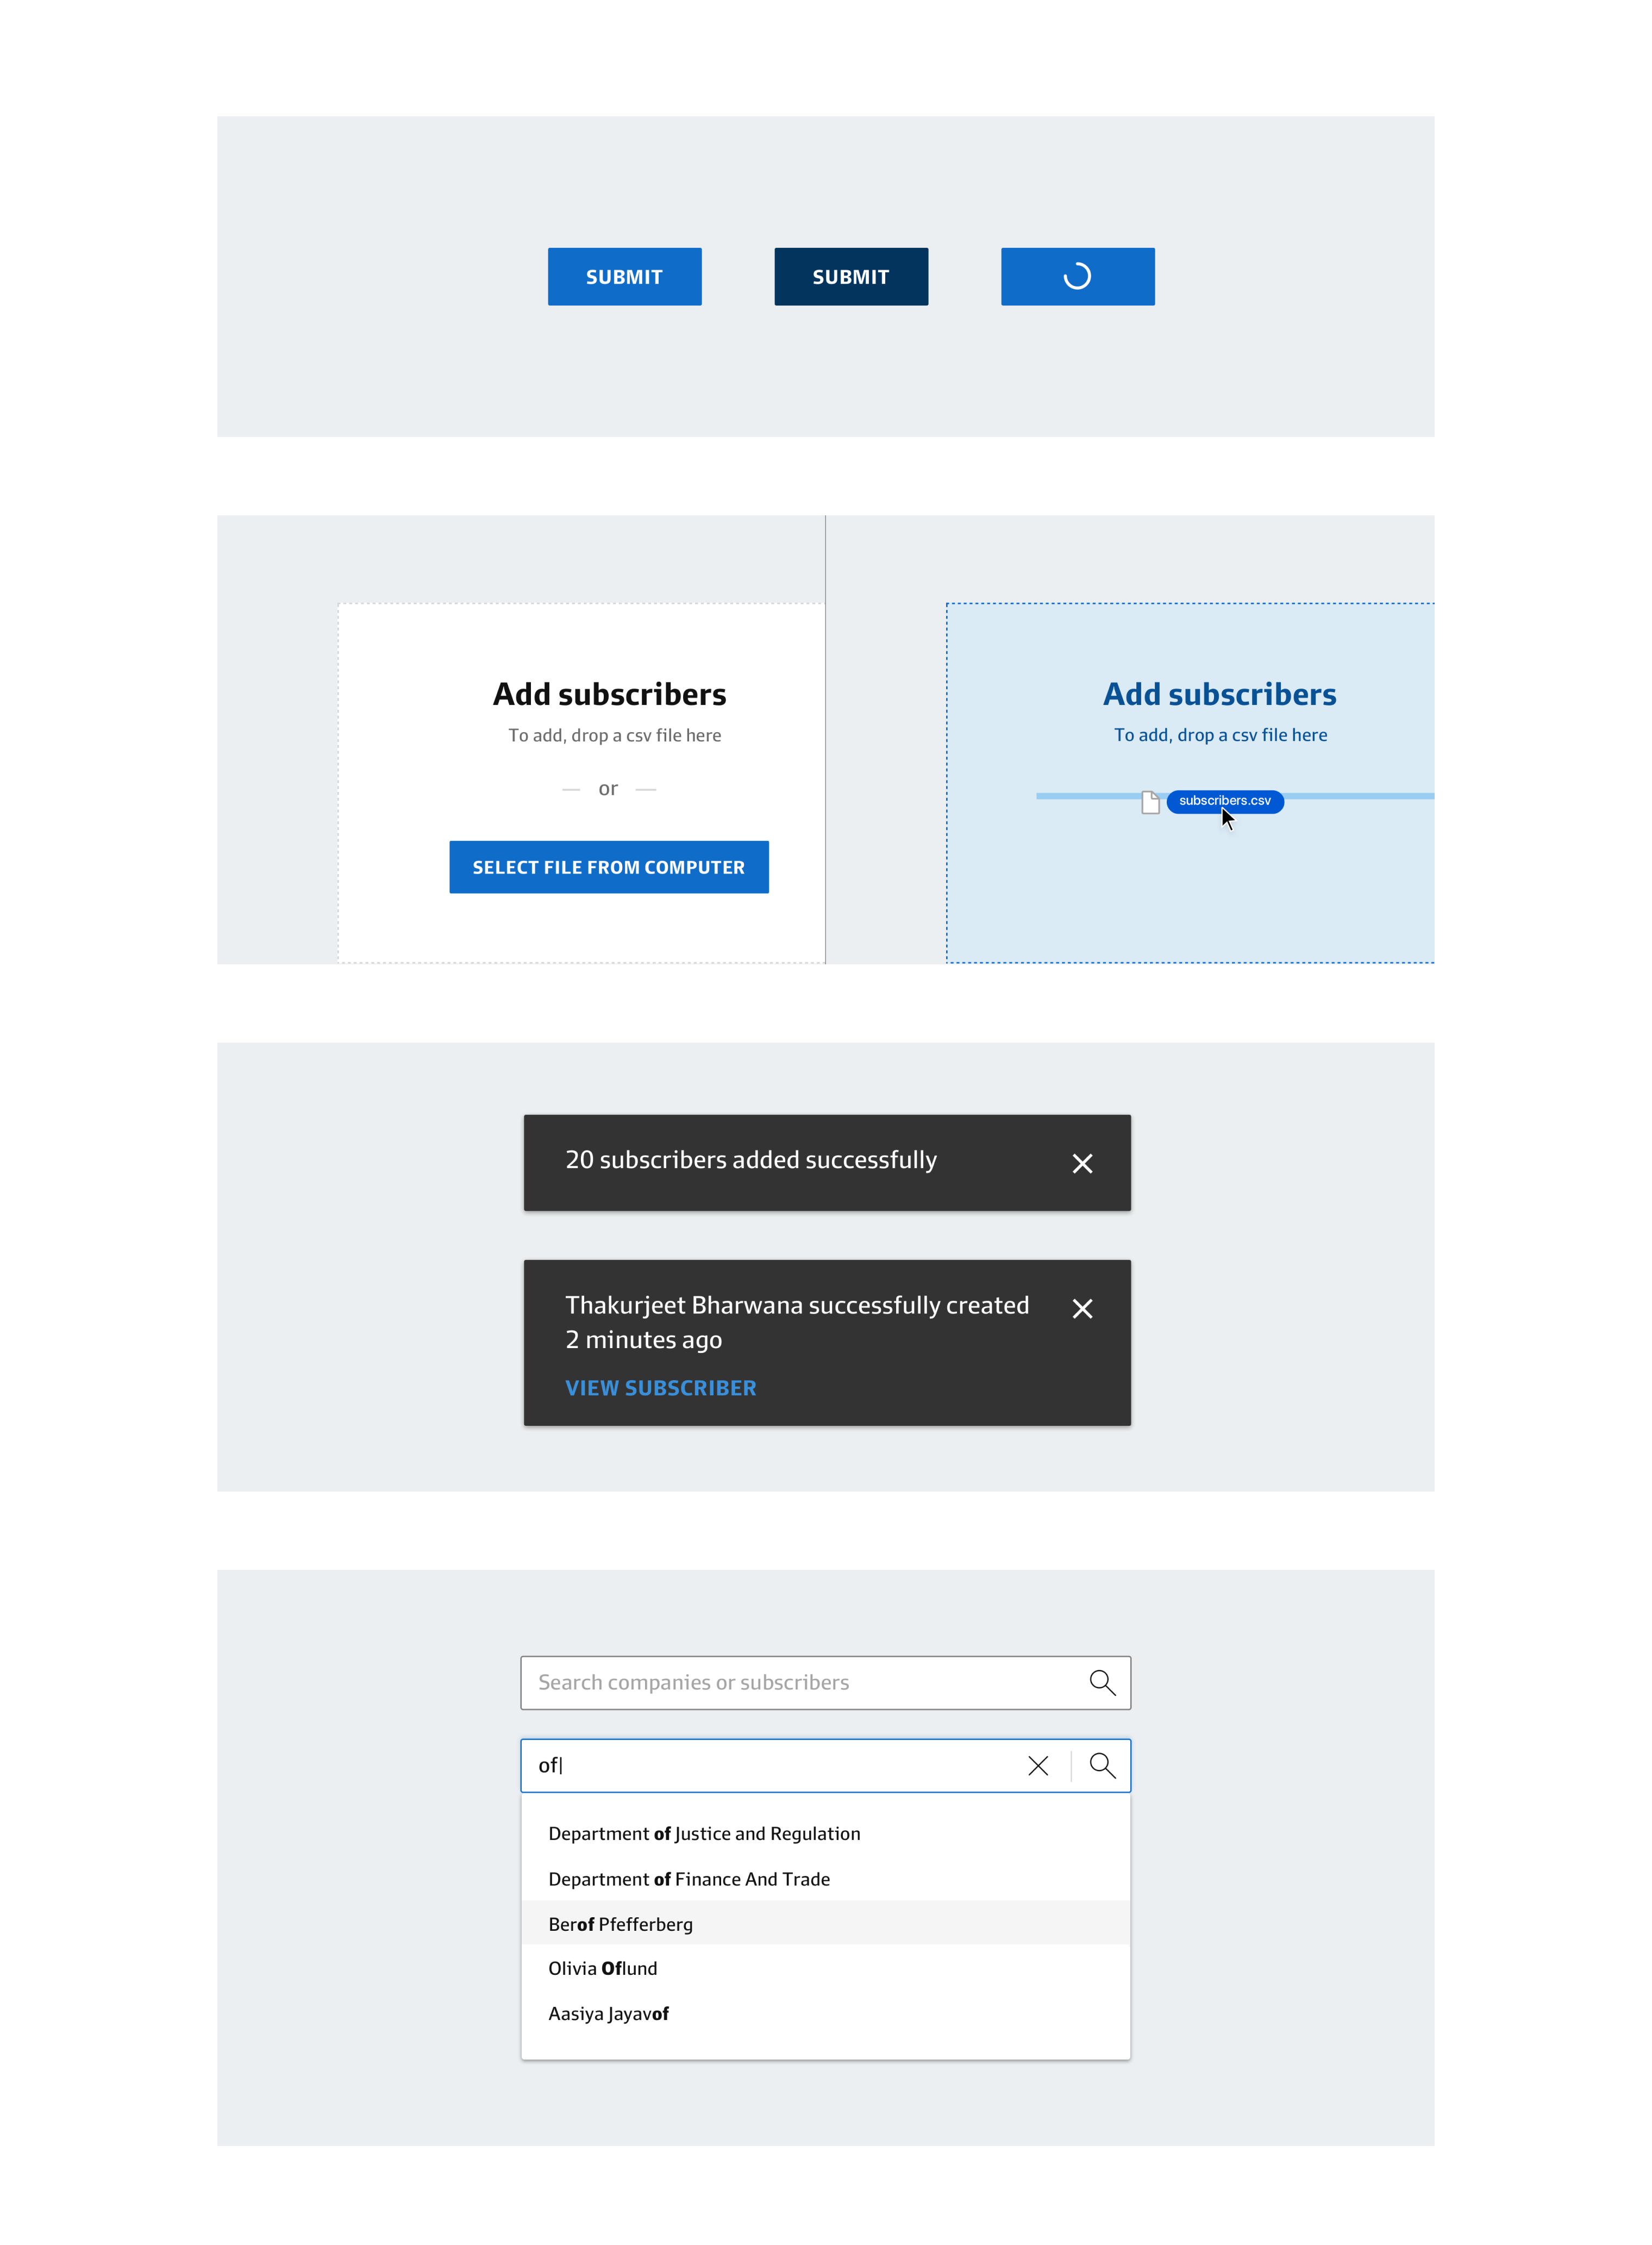 SUBMIT
SUBMIT
Add subscribers
To add, drop a csv file here
or
SELECT FILE FROM COMPUTER
Add subscribers
To add, drop a csv file here
subscribers.csv
20 subscribers added successfully
Thakurjeet Bharwana successfully created
2 minutes ago
VIEW SUBSCRIBER
Search companies or subscribers
of
Department of Justice and Regulation
Department of Finance And Trade
Berof Pfefferberg
Olivia Oflund
Aasiya Jayavof